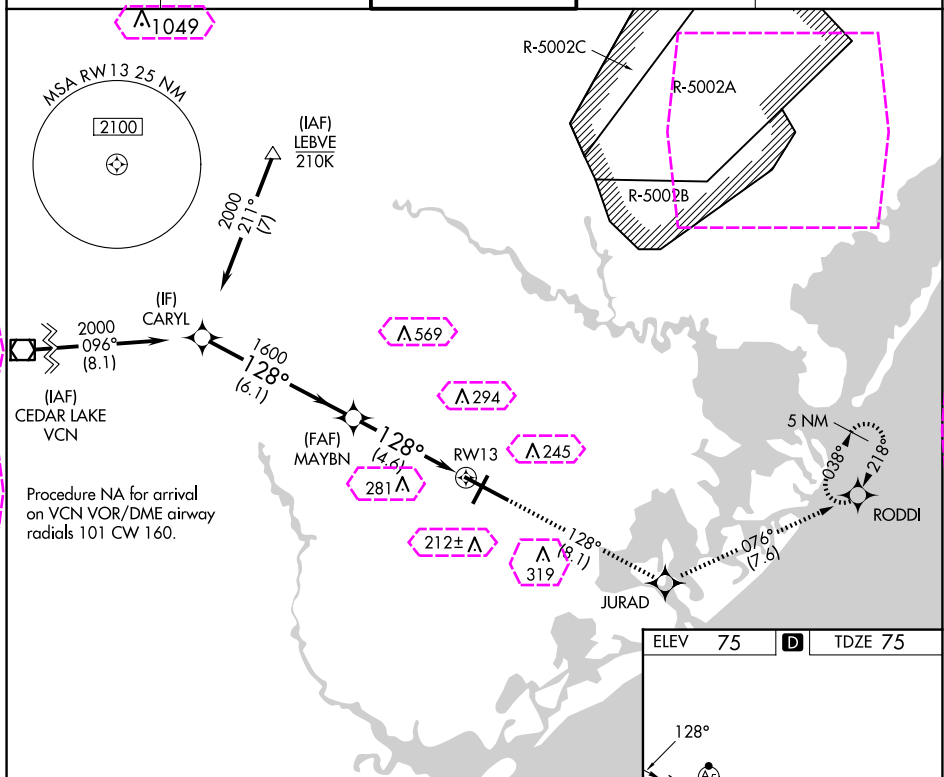 1049
MSA RW13 25 NM
2100
(IAF)
LEBVE
210K
R-5002C
R-5002A
R-5002B
2000
211°
(7)
(IF)
CARYL
2000
096°
(8.1)
(IAF)
CEDAR LAKE
VCN
1600
128°
(6.1)
569
294
245
(FAF)
MAYBN
128°
(4.6)
RW13
281
212±
319
128°
(8.1)
JURAD
076°
(7.6)
5 NM
038°
218°
RODDI
Procedure NA for arrival
on VCN VOR/DME airway
radials 101 CW 160.
ELEV 75 D TDZE 75
128°